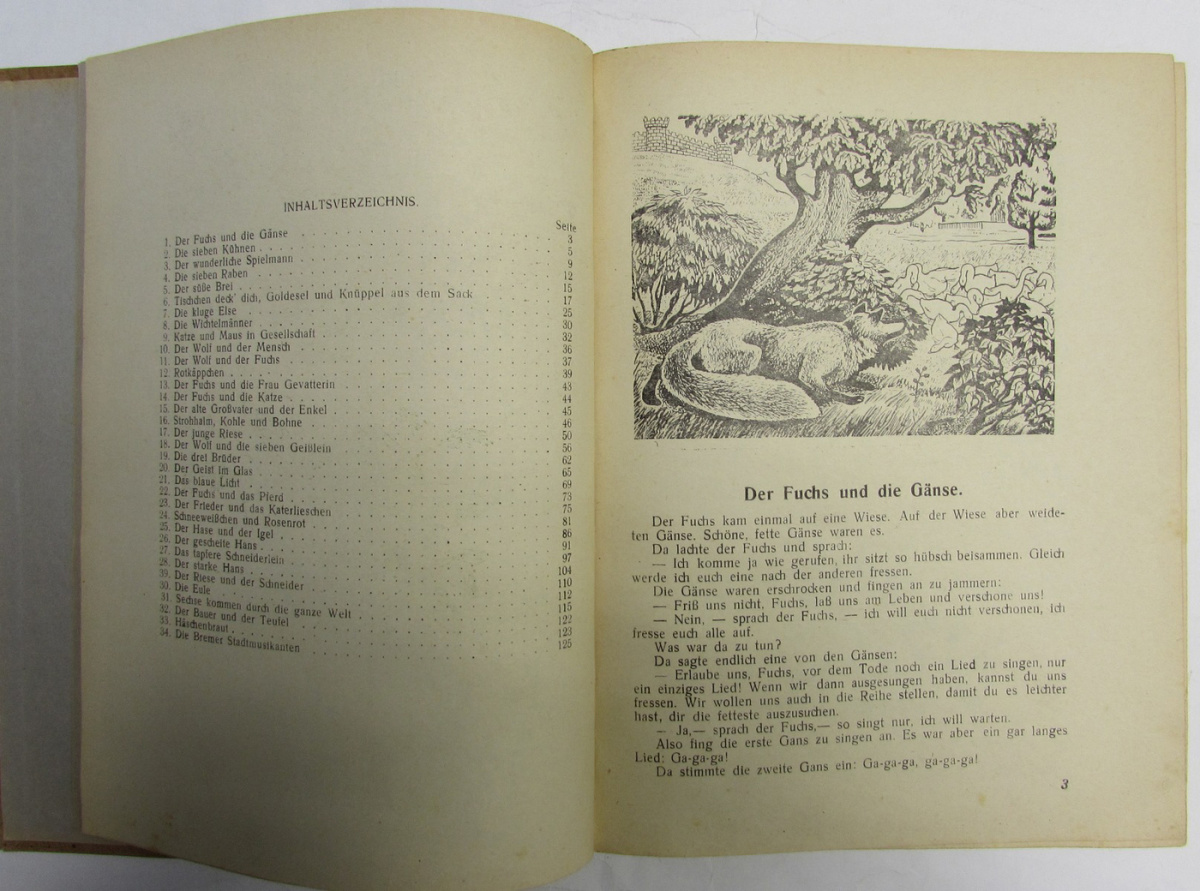 INHALTSVERZEICHNIS.
Seite
1. Der Fuchs und die Gänse 3
2. Die sieben Kühnen 5
3. Der wunderliche Spielmann 9
4. Die sieben Raben 12
5. Der süße Brei 15
6. Tischchen deck' dich, Goldesel und Knüppel aus dem Sack 17
7. Die kluge Else 25
8. Die Wichtelmänner 30
9. Katze und Maus in Gesellschaft 32
10. Der Wolf und der Mensch 36
11. Der Wolf und der Fuchs 37
12. Rotkäppchen 39
13. Der Fuchs und die Frau Gevatterin 43
14. Der Fuchs und die Katze 44
15. Der alte Großvater und der Enkel 45
16. Strohhalm, Kohle und Bohne 46
17. Der junge Riese 50
18. Der Wolf und die sieben Geißlein 56
19. Die drei Brüder 62
20. Der Geist im Glas 65
21. Das blaue Licht 69
22. Der Fuchs und das Pferd 73
23. Der Frieder und das Katerlieschen 75
24. Schneeweißchen und Rosenrot 81
25. Der Hase und der Igel 86
26. Der gescheite Hans 91
27. Das tapfere Schneiderlein 97
28. Der starke Hans 104
29. Der Riese und der Schneider 110
30. Die Eule 112
31. Sechse kommen durch die ganze Welt 115
32. Der Bauer und der Teufel 122
33. Häschenbraut 123
34. Die Bremer Stadtmusikanten 125
Der Fuchs und die Gänse.
Der Fuchs kam einmal auf eine Wiese. Auf der Wiese aber weide-
ten Gänse. Schöne, fette Gänse waren es.
Da lachte der Fuchs und sprach:
— Ich komme ja wie gerufen, ihr sitzt so hübsch beisammen. Gleich
werde ich euch eine nach der anderen fressen.
Die Gänse waren erschrocken und fingen an zu jammern:
— Friß uns nicht, Fuchs, laß uns am Leben und verschone uns!
— Nein, — sprach der Fuchs, — ich will euch nicht verschonen, ich
fresse euch alle auf.
Was war da zu tun?
Da sagte endlich eine von den Gänsen:
— Erlaube uns, Fuchs, vor dem Tode noch ein Lied zu singen, nur
ein einziges Lied! Wenn wir dann ausgesungen haben, kannst du uns
fressen. Wir wollen uns auch in die Reihe stellen, damit du es leichter
hast, dir die fetteste auszusuchen.
— Ja,— sprach der Fuchs,— so singt nur, ich will warten.
Also fing die erste Gans zu singen an. Es war aber ein gar langes
Lied: Ga-ga-ga!
Da stimmte die zweite Gans ein: Ga-ga-ga, ga-ga-ga!
3